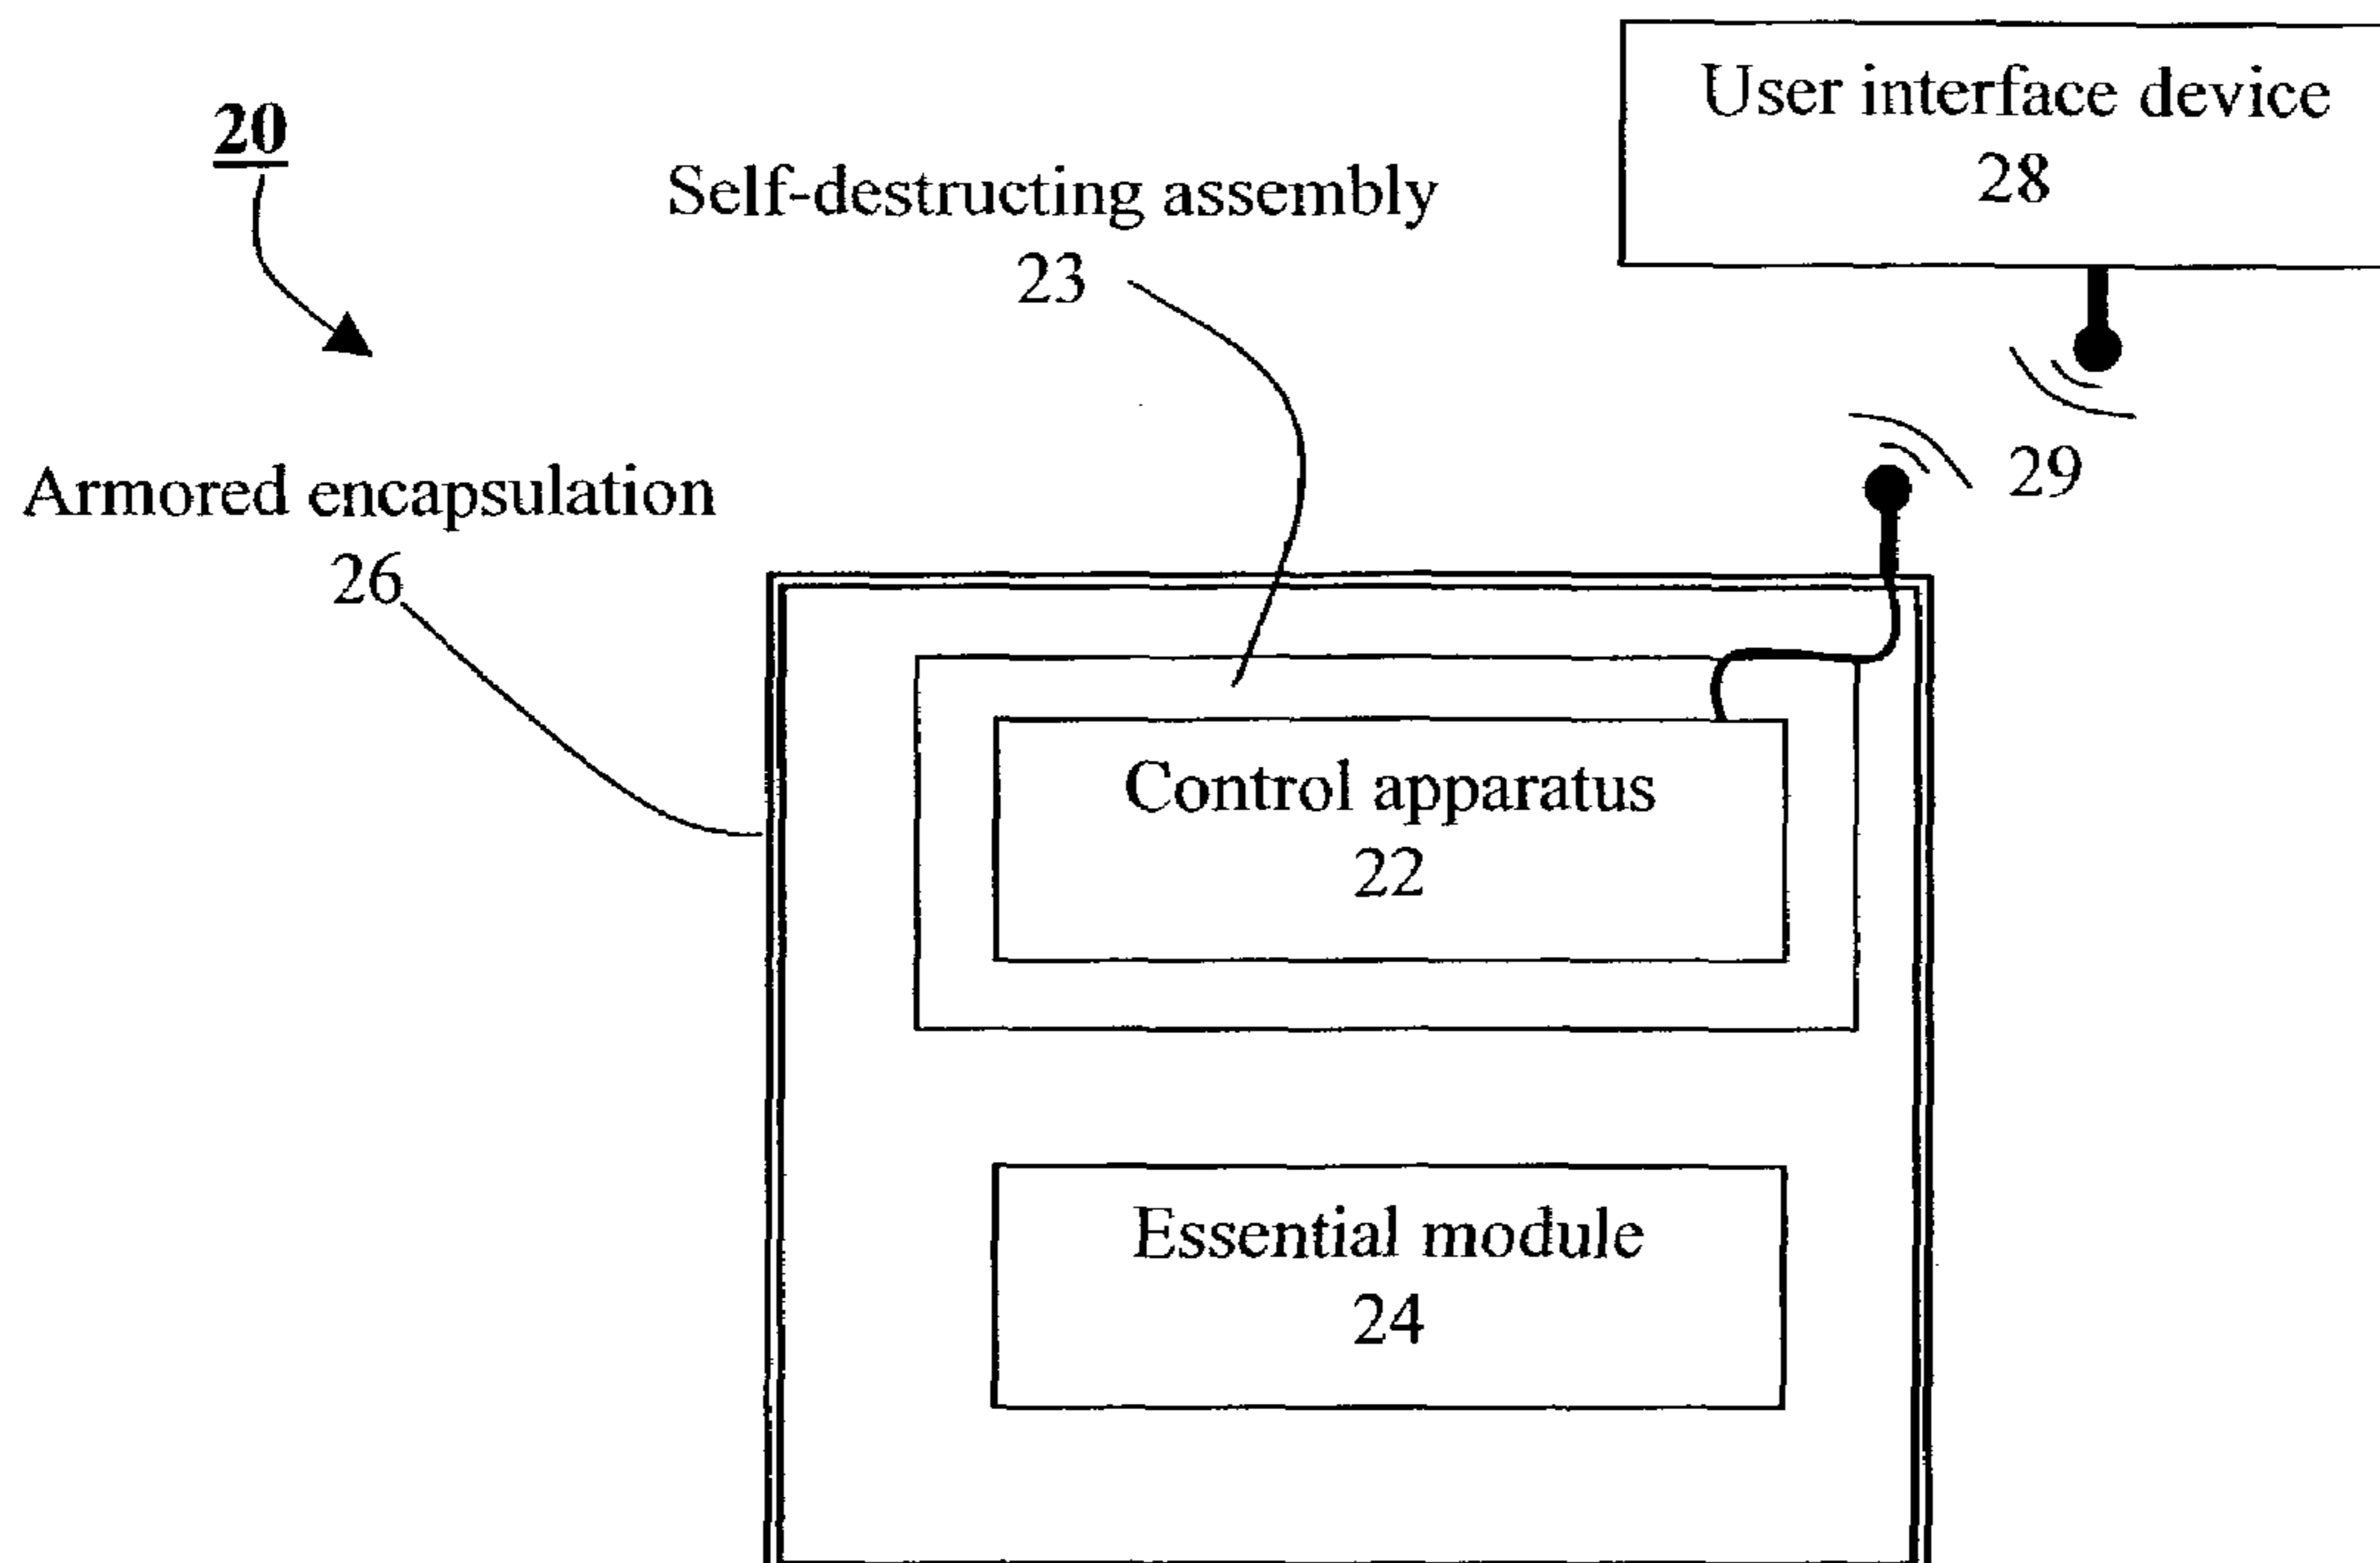 20
User interface device
28
Self-destructing assembly
23
Armored encapsulation
26
29
Control apparatus
22
Essential module
24